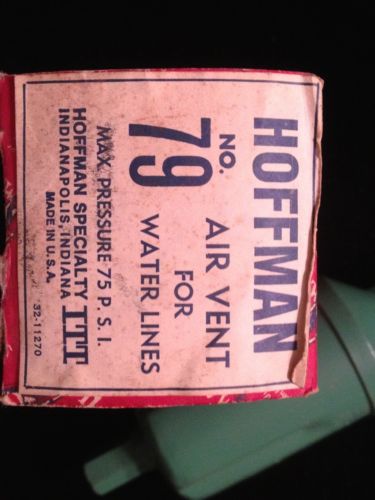 HOFFMAN
NO. 79 AIR VENT
FOR
WATER LINES
MAX. PRESSURE 75 P. S. I.
HOFFMAN SPECIALTY ITT
INDIANAPOLIS, INDIANA
MADE IN U.S.A.
32-11270